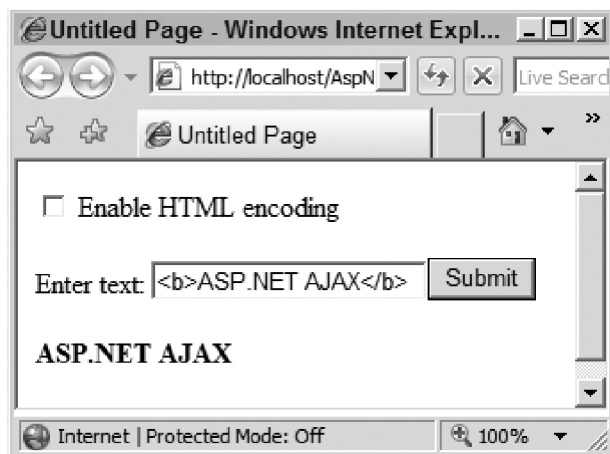 Untitled Page - Windows Internet Expl...
http://localhost/AspN
Live Searc
Untitled Page
»
Enable HTML encoding
Enter text: <b>ASP.NET AJAX</b> Submit
ASP.NET AJAX
Internet | Protected Mode: Off
100%